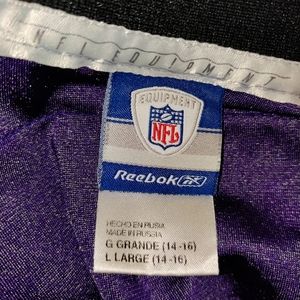 NFL EQUIPMENT
EQUIPMENT
NFL
Reebok
HECHO EN RUSIA
MADE IN RUSSIA
G GRANDE (14-16)
L LARGE (14-16)